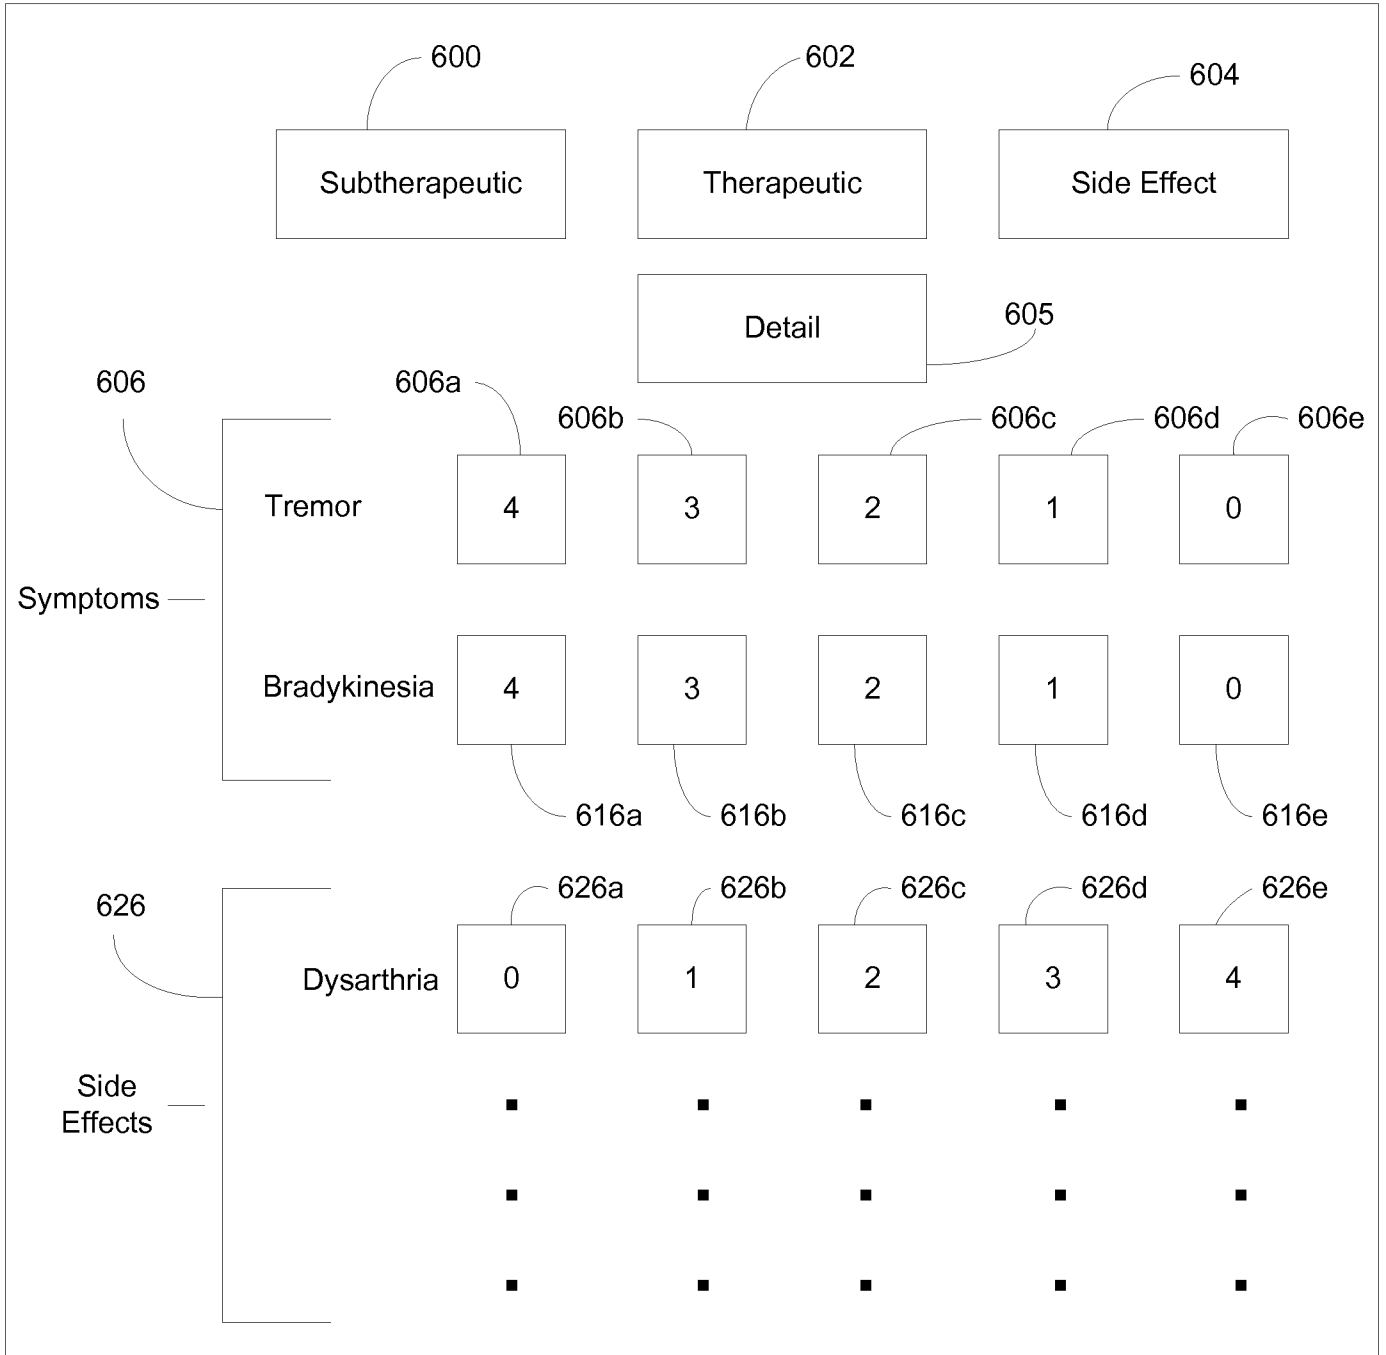 600
602
604
Subtherapeutic
Therapeutic
Side Effect
Detail
605
606
606a
606b
606c
606d
606e
Tremor
4
3
2
1
0
Symptoms
Bradykinesia
4
3
2
1
0
616a
616b
616c
616d
616e
626
626a
626b
626c
626d
626e
Dysarthria
0
1
2
3
4
Side
Effects